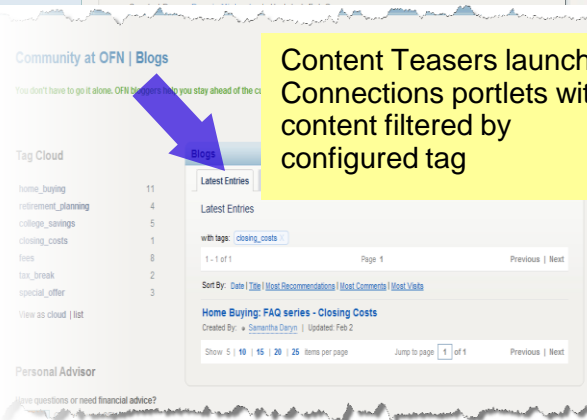 Community at OFN | Blogs
Content Teasers launch
Connections portlets wit
content filtered by
configured tag
You don't have to go it alone. OFN bloggers help you stay ahead of the cu
Tag Cloud
home_buying 11
retirement_planning 4
college_savings 5
closing_costs 1
fees 8
tax_break 2
special_offer 3
View as cloud | list
Personal Advisor
Have questions or need financial advice?
Blogs
Latest Entries
Latest Entries
with tags: closing_costs X
1 - 1 of 1 Page 1 Previous | Next
Sort By: Date | Title | Most Recommendations | Most Comments | Most Visits
Home Buying: FAQ series - Closing Costs
Created By: Samantha Daryn | Updated: Feb 2
Show 5 | 10 | 15 | 20 | 25 items per page Jump to page 1 of 1 Previous | Next